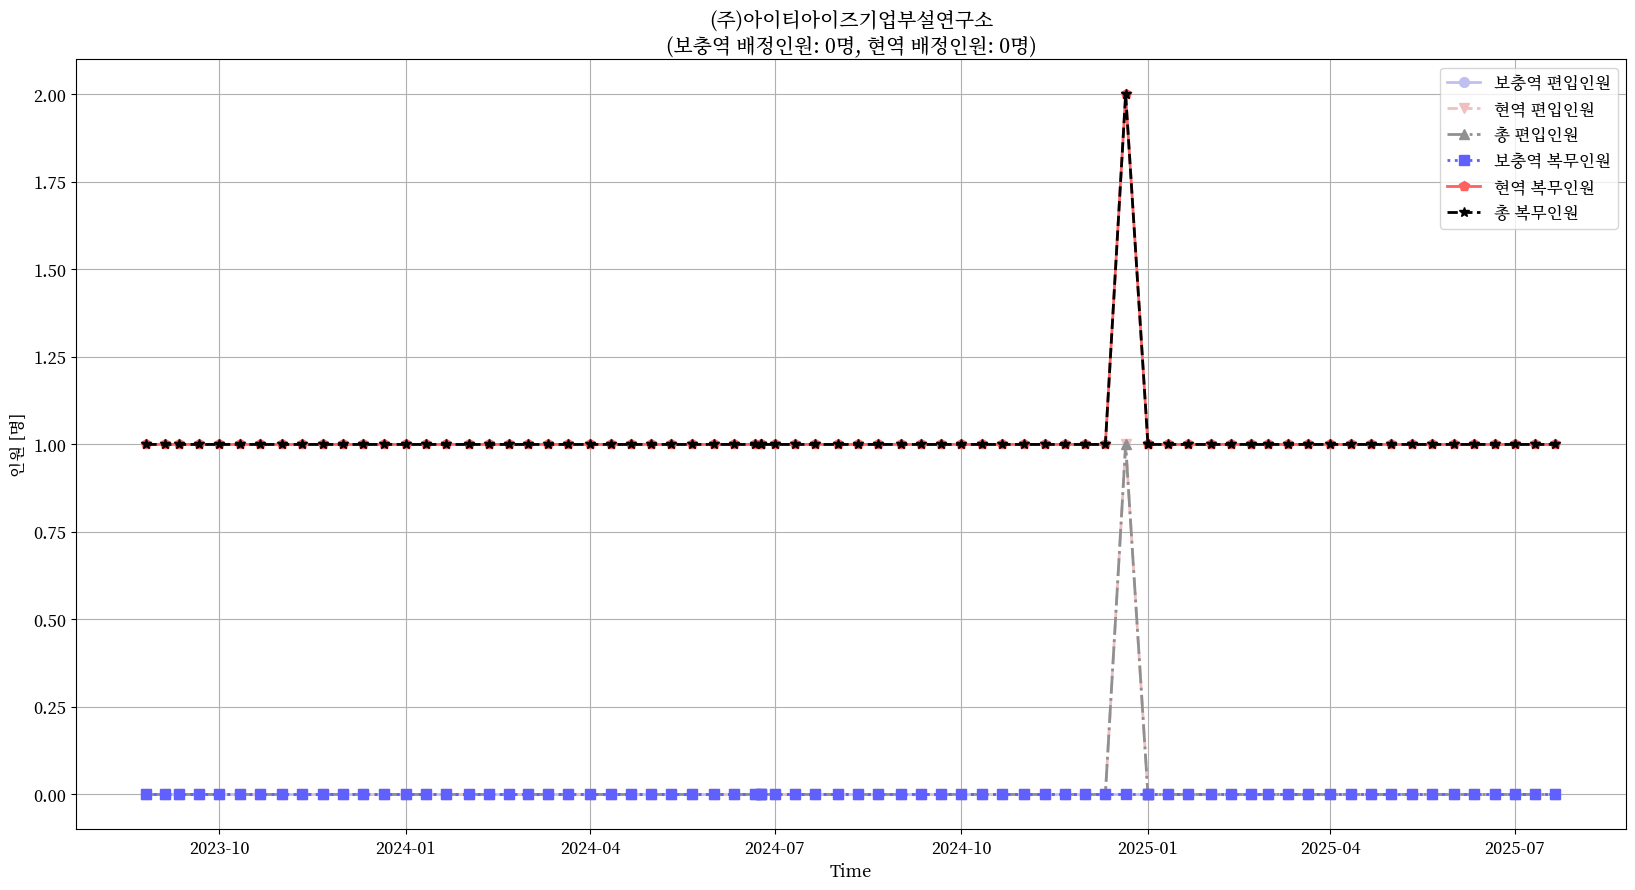 (주)아이티아이즈기업부설연구소
(보충역 배정인원: 0명, 현역 배정인원: 0명)
보충역 편입인원
현역 편입인원
총 편입인원
보충역 복무인원
현역 복무인원
총 복무인원
인원 [명]
2.00
1.75
1.50
1.25
1.00
0.75
0.50
0.25
0.00
2023-10
2024-01
2024-04
2024-07
2024-10
2025-01
2025-04
2025-07
Time